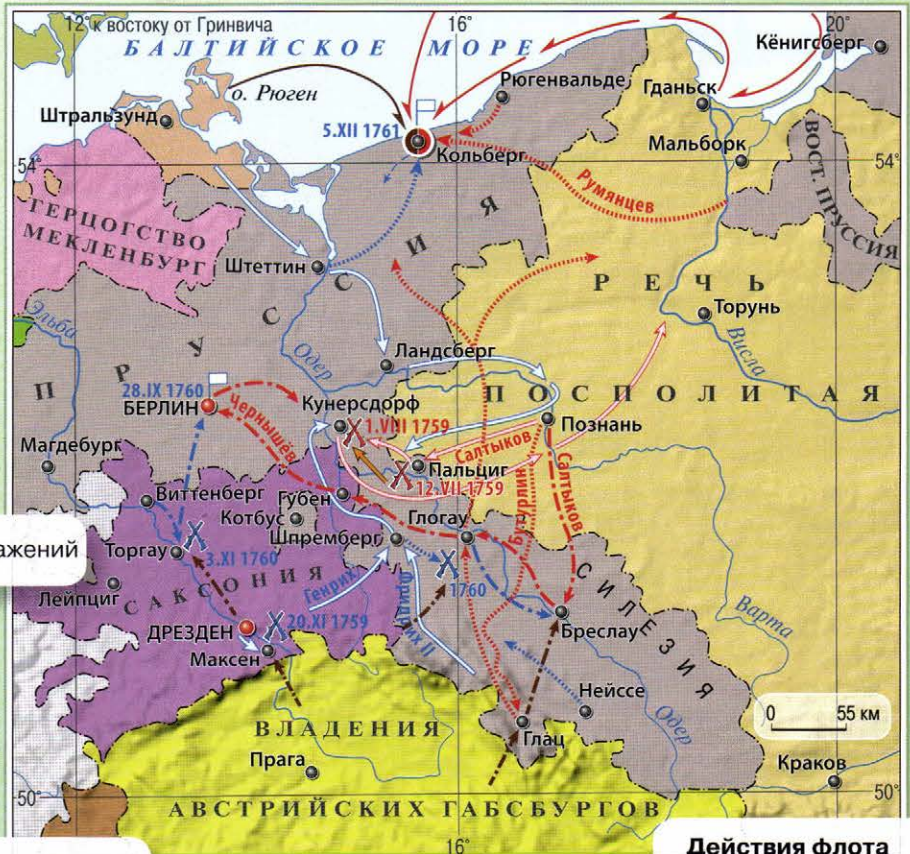 12° к востоку от Гринвича
16°
20°
БАЛТИЙСКОЕ МОРЕ
Кёнигсберг
о. Рюген
Рюгенвальде
Гданьск
Штральзунд
5.XII 1761
Кольберг
Мальборк
54°
54°
ВОСТ. ПРУССИЯ
Румянцев
ГЕРЦОГСТВО
МЕКЛЕНБУРГ
Штеттин
ПРУССИЯ
РЕЧЬ
Торунь
Эльба
Одер
Висла
Ландсберг
ПОСПОЛИТАЯ
28.IX 1760
БЕРЛИН
Чернышёв
Кунерсдорф
1.VIII 1759
Познань
Салтыков
Магдебург
Пальциг
12.VII 1759
Бутурлин
Салтыков
Виттенберг
Губен
Котбус
Глогау
Шпремберг
ажений
Торгау
3.XI 1760
1760
Лейпциг
САКСОНИЯ
Генрих
Фридрих II
СИЛЕЗИЯ
Варта
ДРЕЗДЕН
20.XI 1759
Бреслау
Максен
Нейссе
Одер
0 55 км
ВЛАДЕНИЯ
Глац
Прага
Краков
50°
50°
АВСТРИЙСКИХ ГАБСБУРГОВ
16°
Действия флота